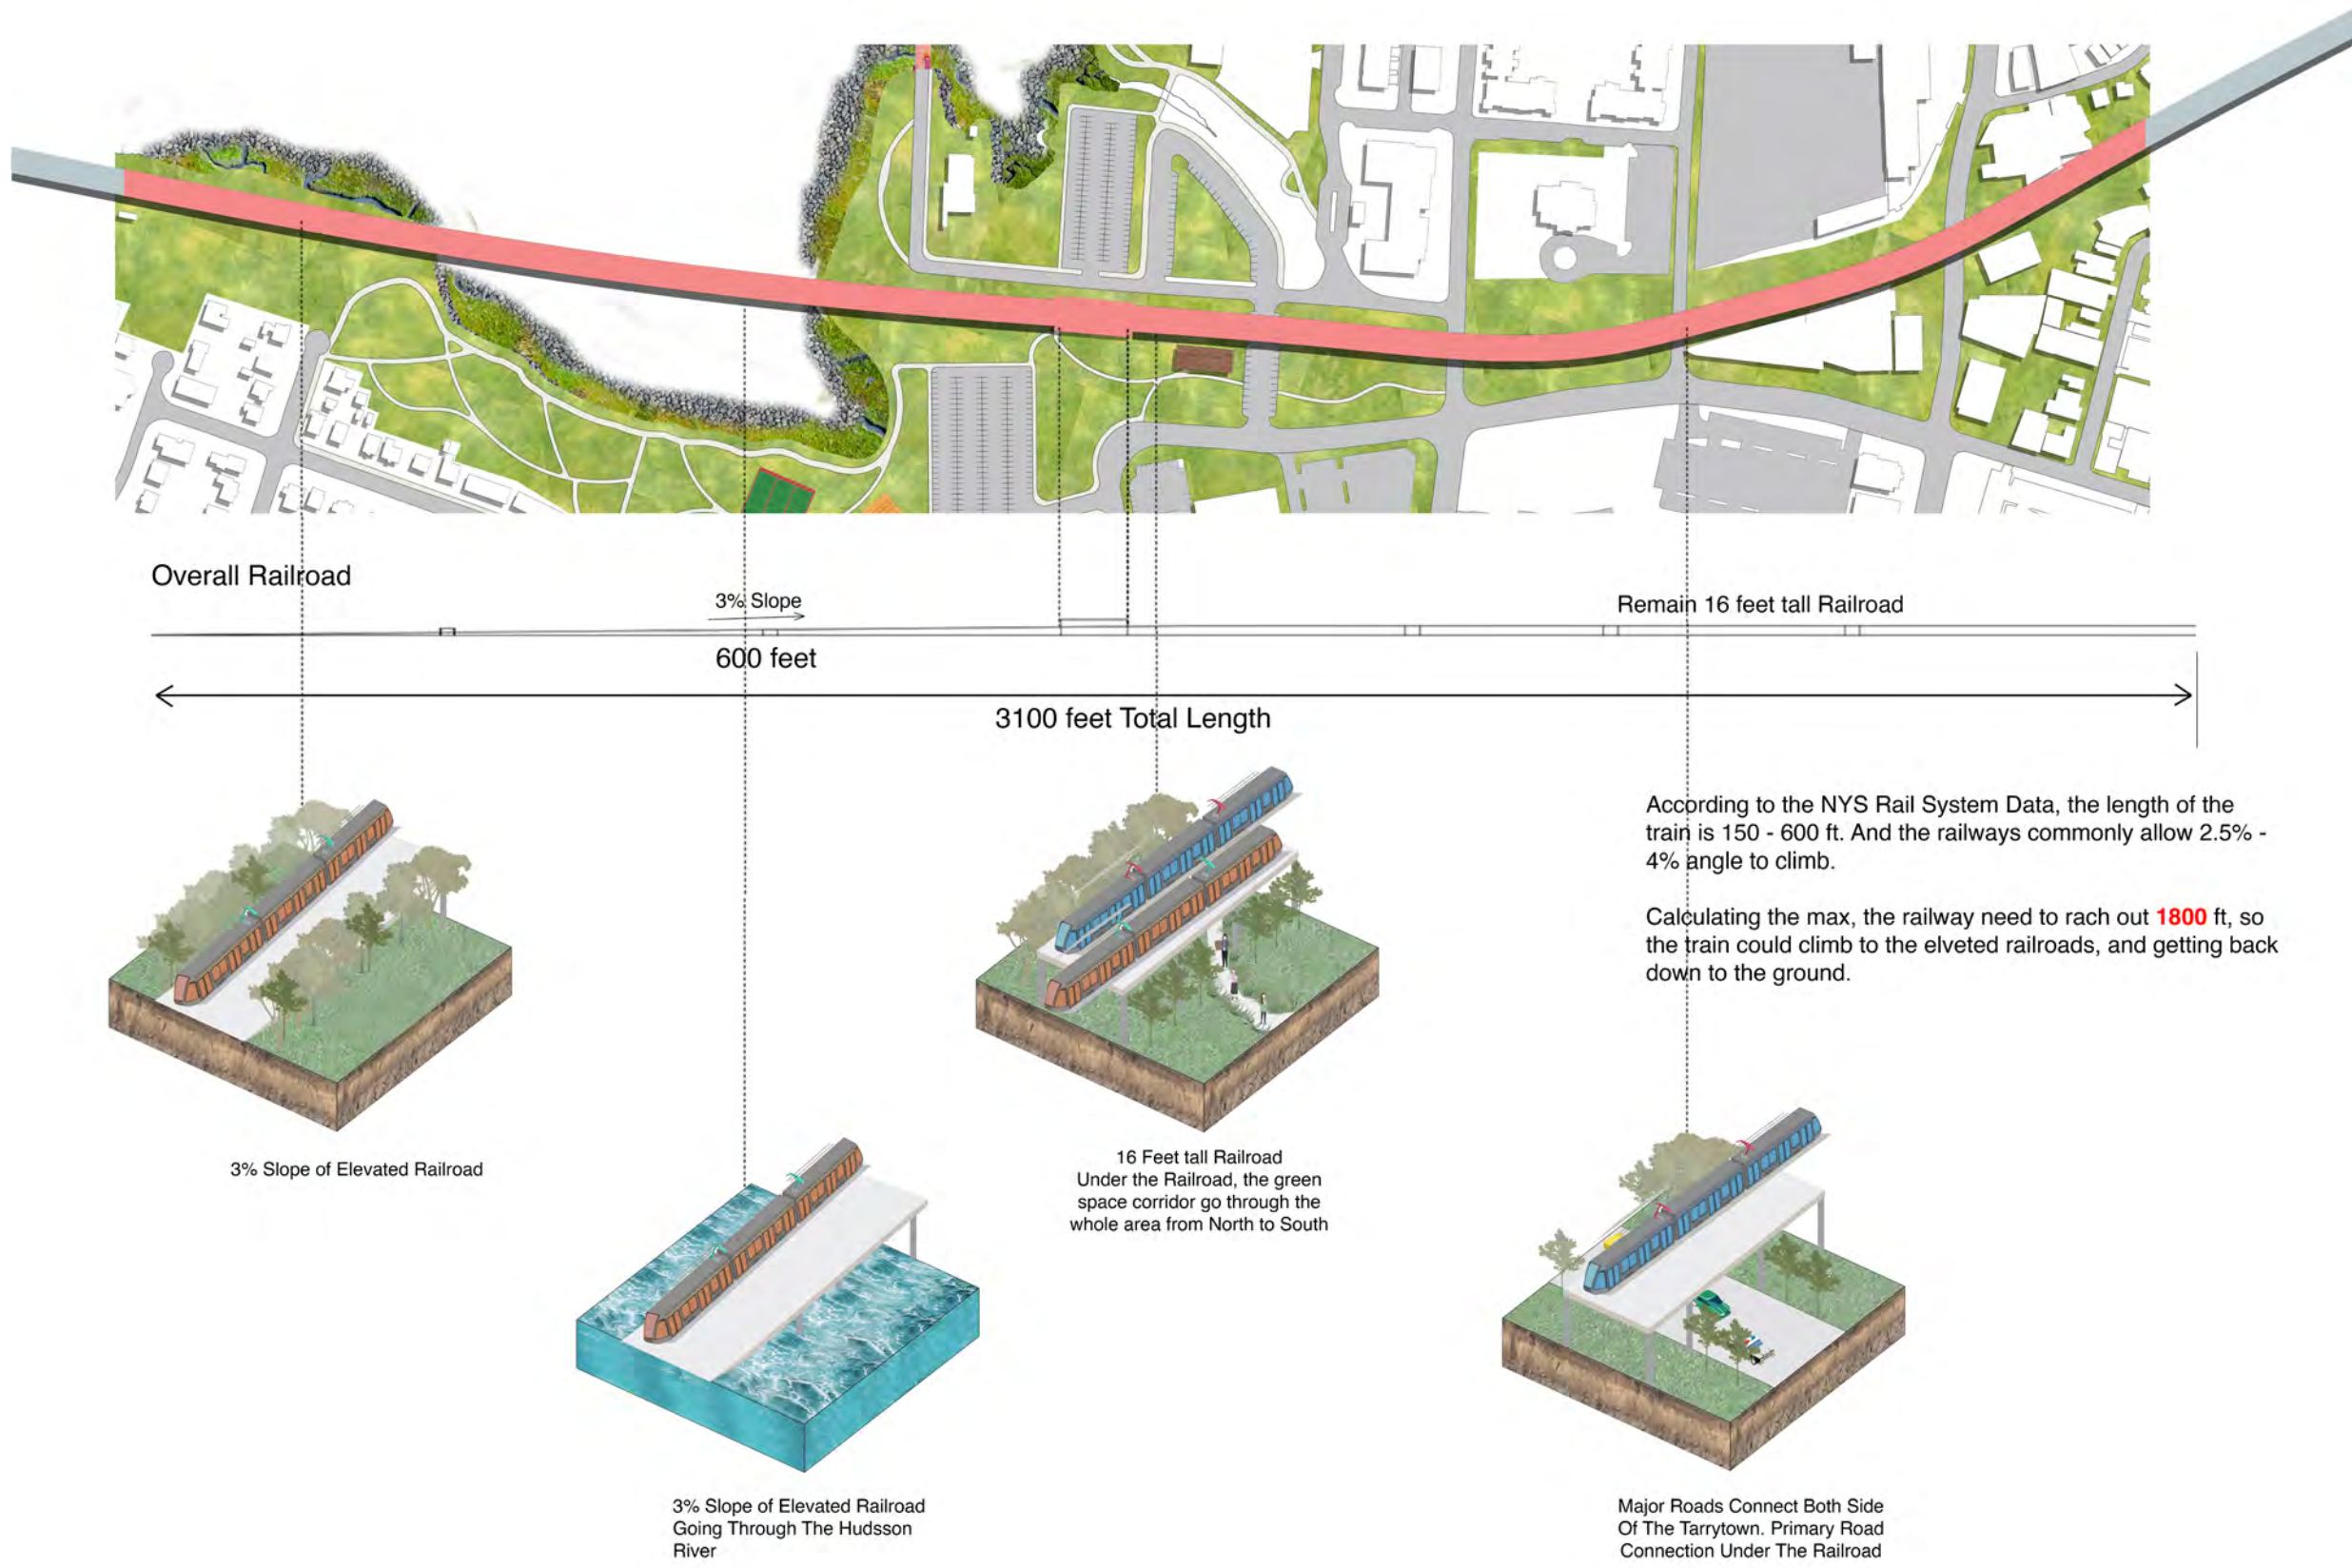 Overall Railroad
3% Slope
Remain 16 feet tall Railroad
600 feet
3100 feet Total Length
According to the NYS Rail System Data, the length of the
train is 150 - 600 ft. And the railways commonly allow 2.5% -
4% angle to climb.
Calculating the max, the railway need to rach out 1800 ft, so
the train could climb to the elveted railroads, and getting back
down to the ground.
3% Slope of Elevated Railroad
16 Feet tall Railroad
Under the Railroad, the green
space corridor go through the
whole area from North to South
3% Slope of Elevated Railroad
Going Through The Hudsson
River
Major Roads Connect Both Side
Of The Tarrytown. Primary Road
Connection Under The Railroad